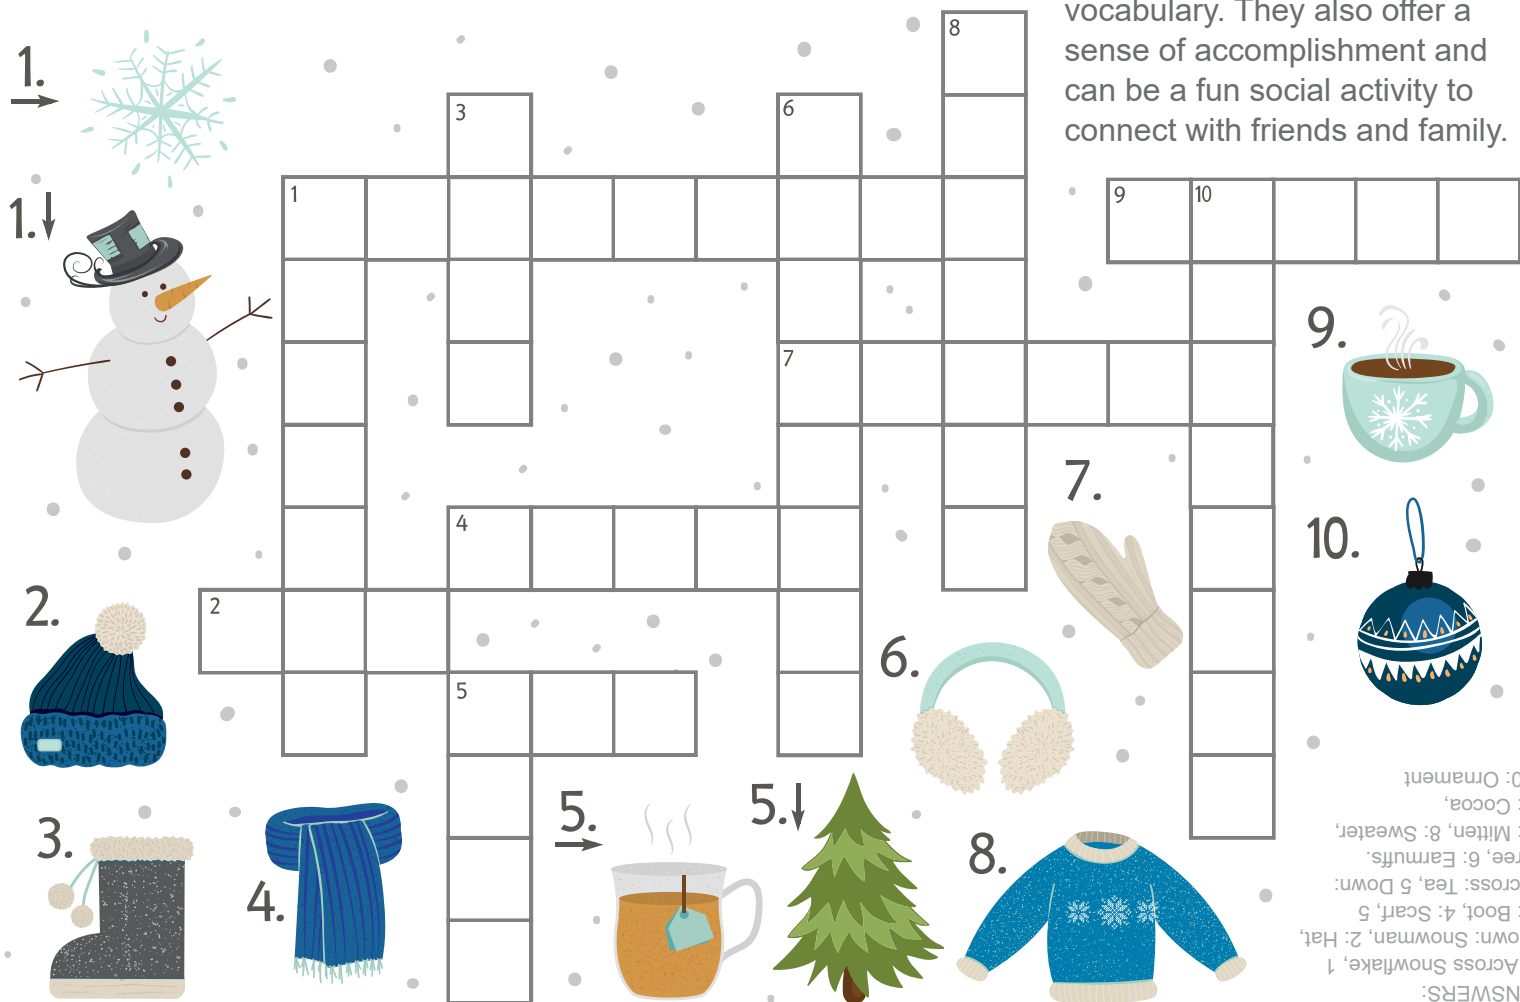 vocabulary. They also offer a
sense of accomplishment and
can be a fun social activity to
connect with friends and family.
1.
1.
2.
3.
4.
5.
5.
6.
7.
8.
9.
10.
8
3
6
1
9
10
7
4
2
5
NSWERS:
Across Snowflake, 1
own: Snowman, 2: Hat,
: Boot, 4: Scarf, 5
cross: Tea, 5 Down:
ree, 6: Earmuffs.
: Mitten, 8: Sweater,
: Cocoa,
0: Ornament